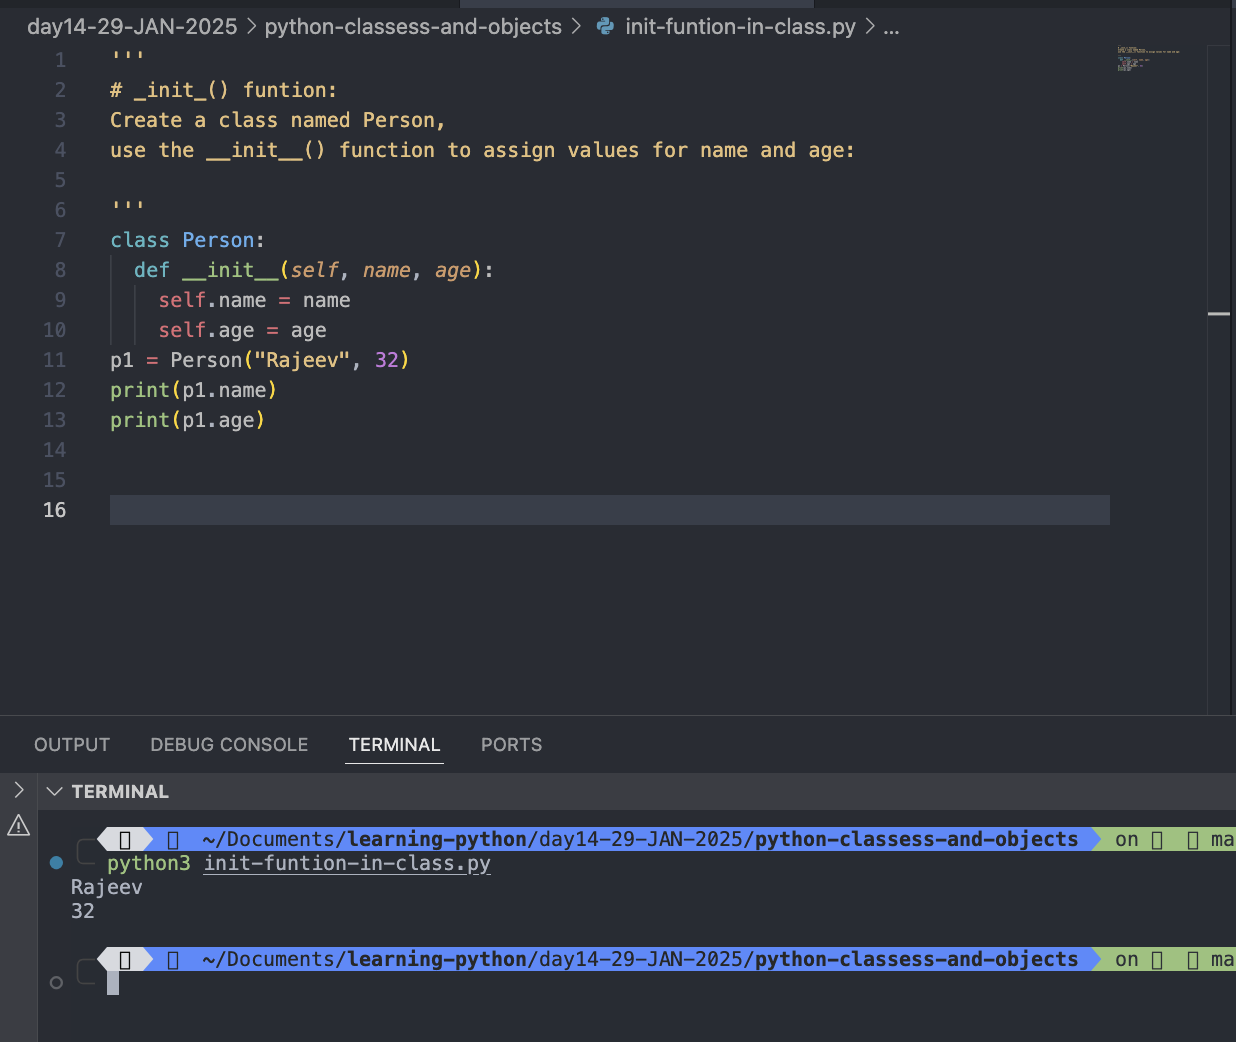 day14-29-JAN-2025 > python-classess-and-objects > init-funtion-in-class.py > ...
1 '''
2 # _init_() funtion:
3 Create a class named Person,
4 use the __init__() function to assign values for name and age:
5
6 '''
7 class Person:
8 def __init__(self, name, age):
9 self.name = name
10 self.age = age
11 p1 = Person("Rajeev", 32)
12 print(p1.name)
13 print(p1.age)
14
15
16
OUTPUT DEBUG CONSOLE TERMINAL PORTS
TERMINAL
~/Documents/learning-python/day14-29-JAN-2025/python-classess-and-objects on ma
python3 init-funtion-in-class.py
Rajeev
32
~/Documents/learning-python/day14-29-JAN-2025/python-classess-and-objects on ma